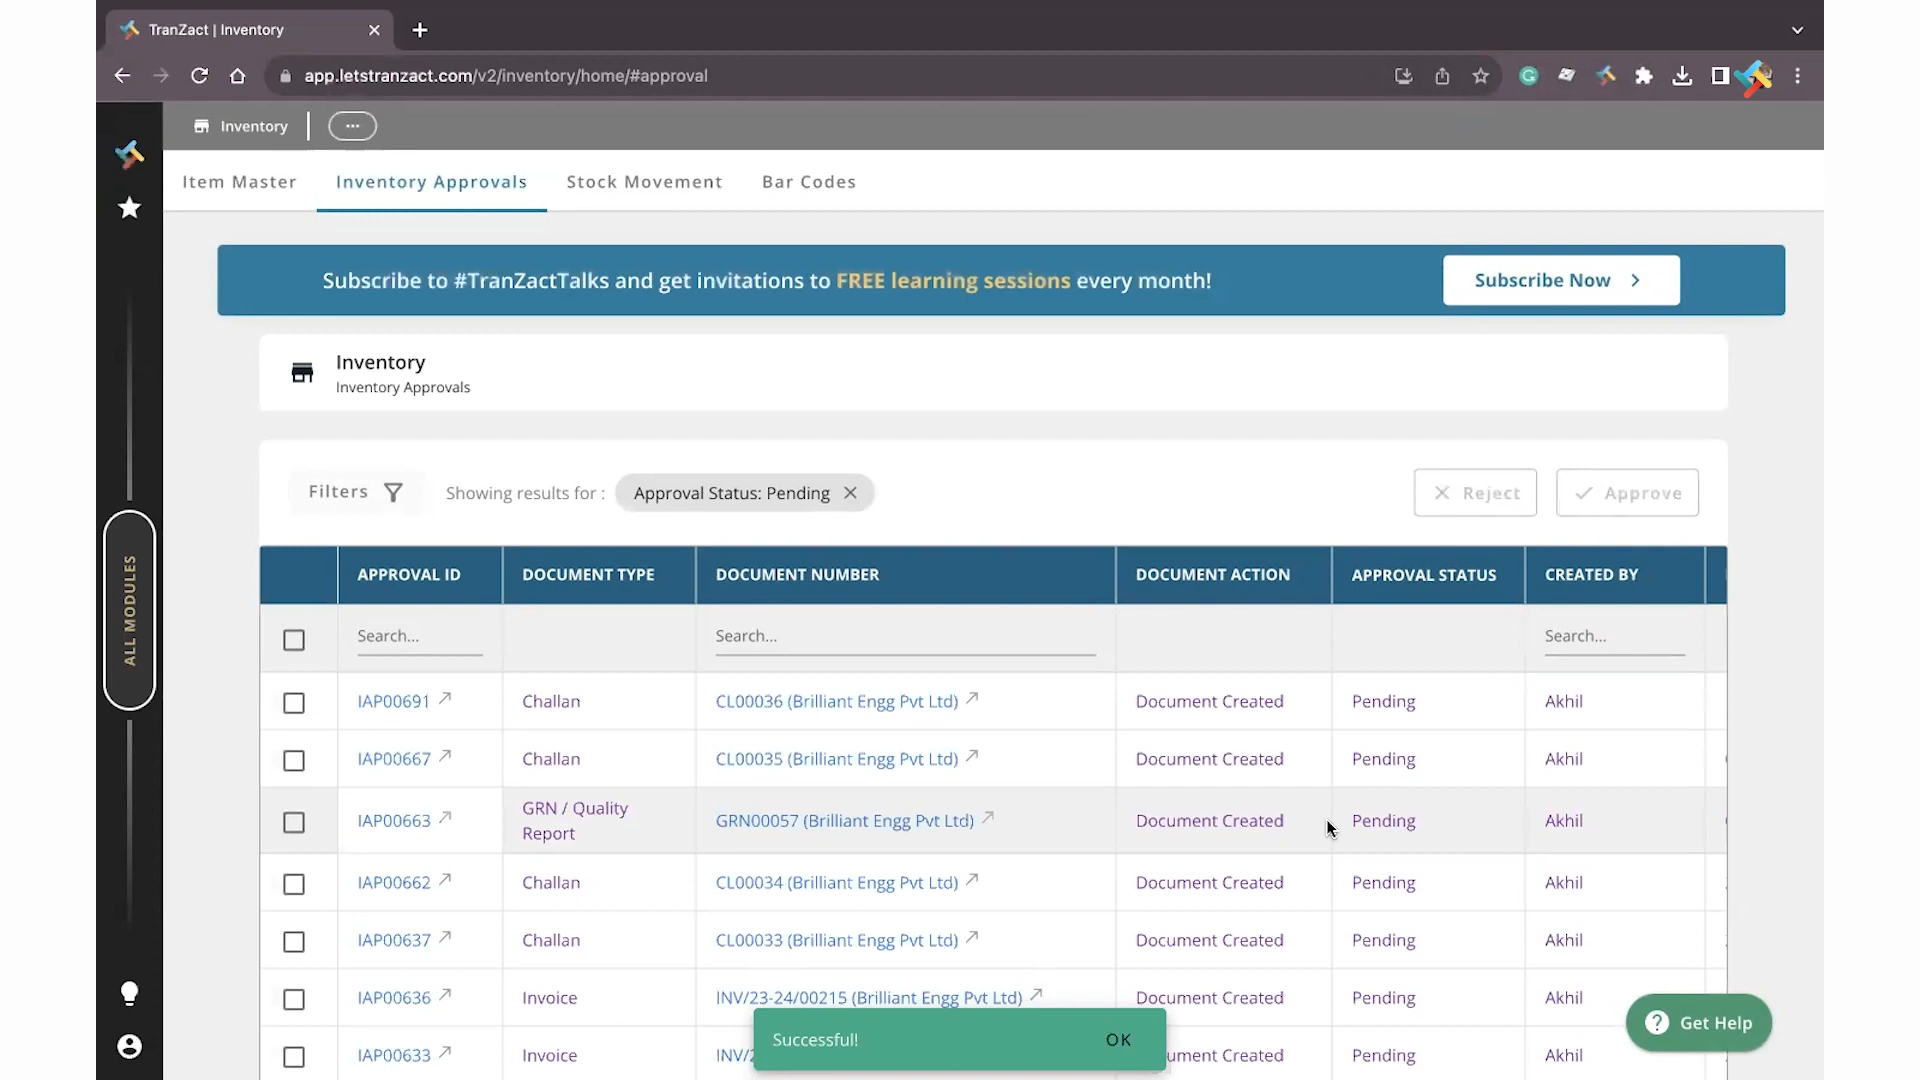 TranZact | Inventory
app.letstranzact.com/v2/inventory/home/#approval
Inventory
Item Master
Inventory Approvals
Stock Movement
Bar Codes
Subscribe to #TranZactTalks and get invitations to FREE learning sessions every month!
Subscribe Now
Inventory
Inventory Approvals
Filters
Showing results for :
Approval Status: Pending
Reject
Approve
APPROVAL ID DOCUMENT TYPE DOCUMENT NUMBER DOCUMENT ACTION APPROVAL STATUS CREATED BY
Search... Search... Search...
IAP00691 Challan CL00036 (Brilliant Engg Pvt Ltd) Document Created Pending Akhil
IAP00667 Challan CL00035 (Brilliant Engg Pvt Ltd) Document Created Pending Akhil
IAP00663 GRN / Quality Report GRN00057 (Brilliant Engg Pvt Ltd) Document Created Pending Akhil
IAP00662 Challan CL00034 (Brilliant Engg Pvt Ltd) Document Created Pending Akhil
IAP00637 Challan CL00033 (Brilliant Engg Pvt Ltd) Document Created Pending Akhil
IAP00636 Invoice INV/23-24/00215 (Brilliant Engg Pvt Ltd) Document Created Pending Akhil
IAP00633 Invoice INV/2 ument Created Pending Akhil
Successful! OK
Get Help
ALL MODULES